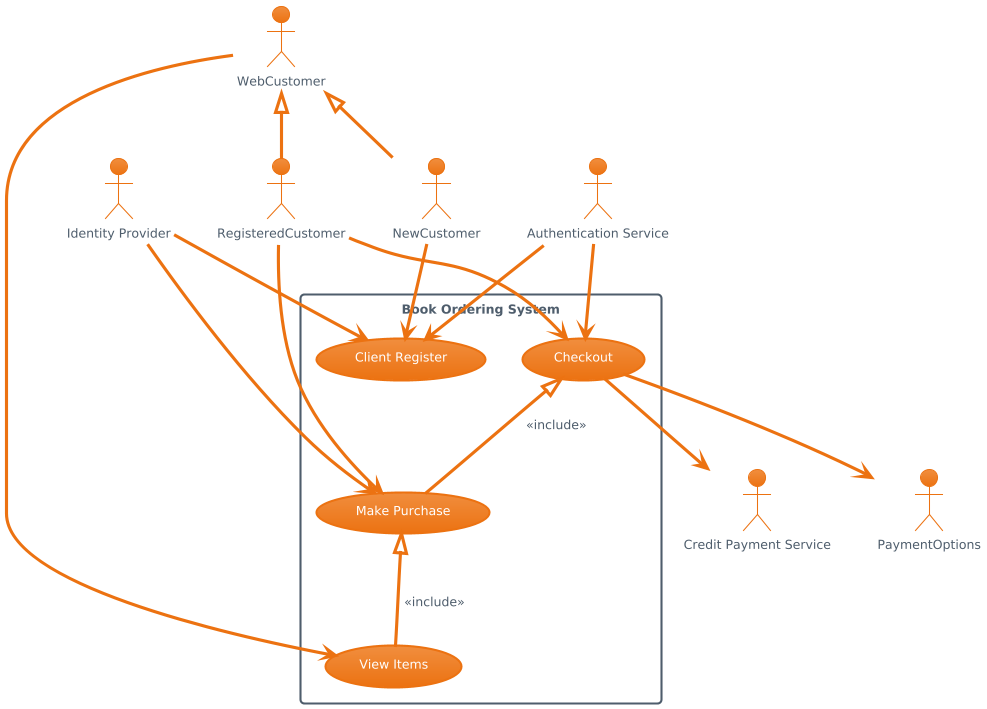 WebCustomer
Identity Provider
RegisteredCustomer
NewCustomer
Authentication Service
Book Ordering System
Client Register
Checkout
«include»
Make Purchase
Credit Payment Service
PaymentOptions
«include»
View Items